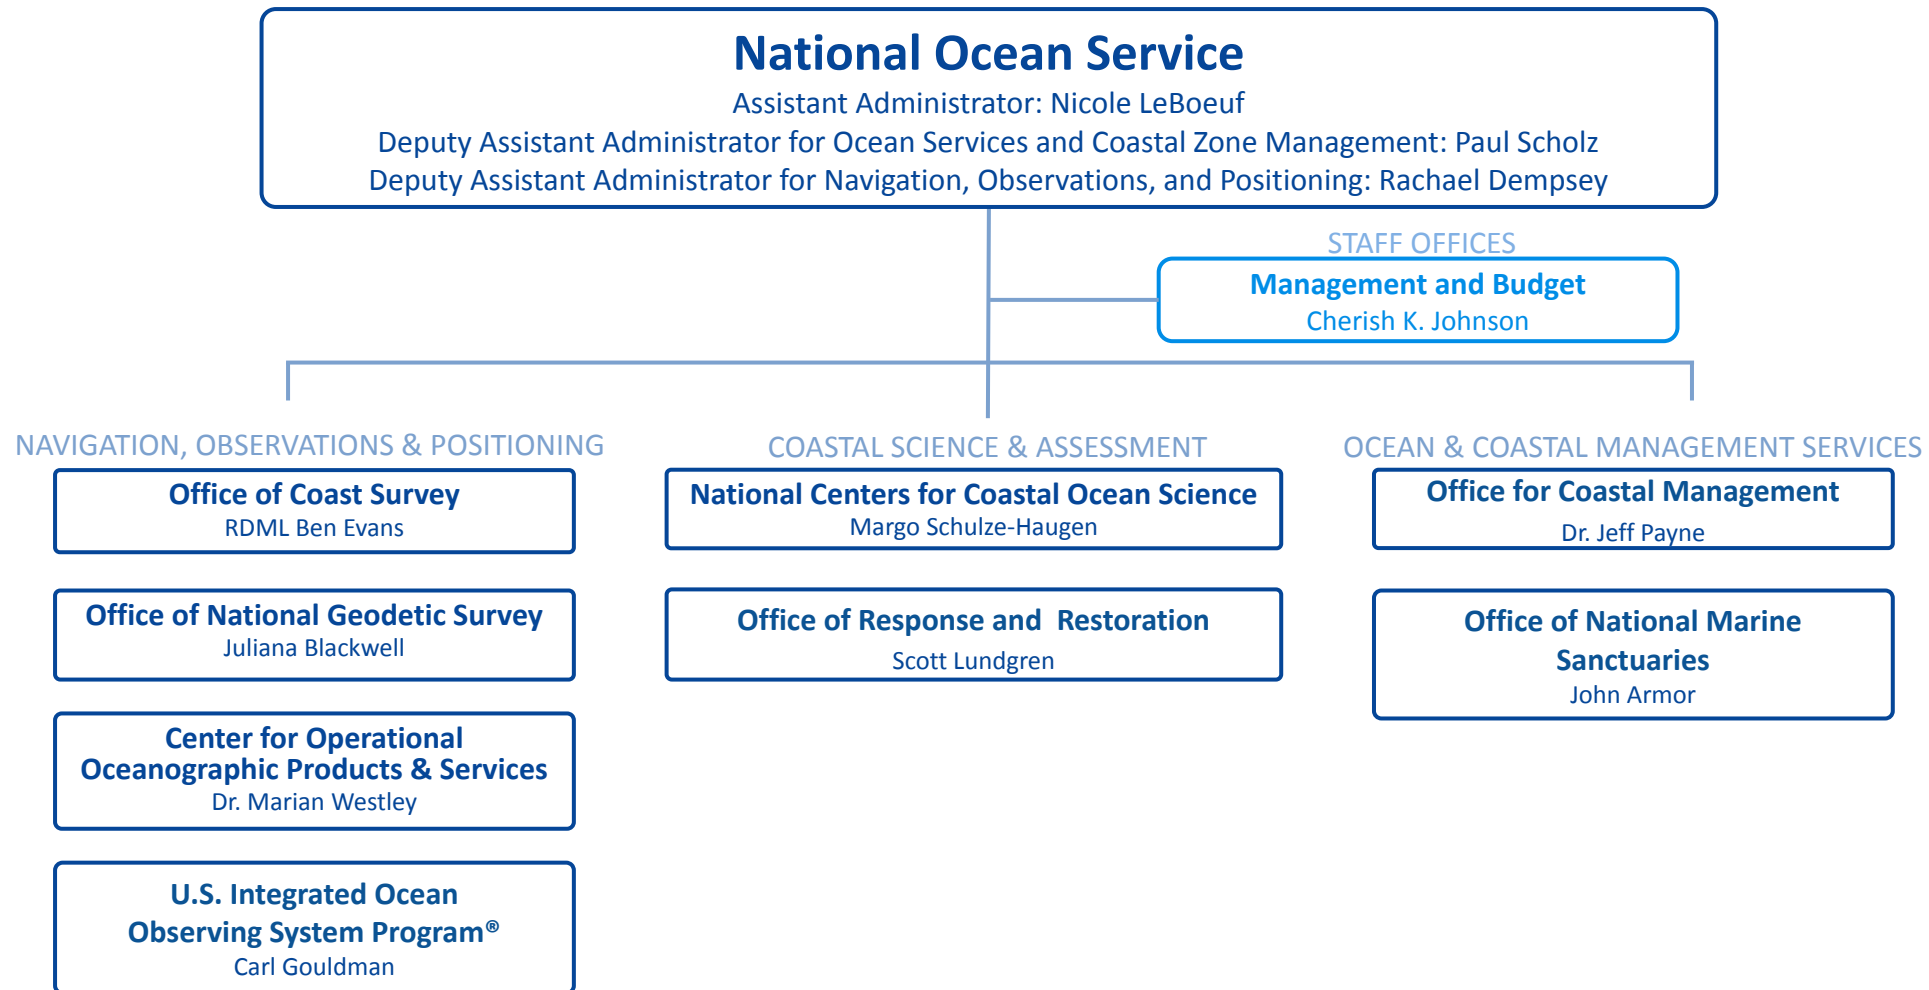 National Ocean Service
Assistant Administrator: Nicole LeBoeuf
Deputy Assistant Administrator for Ocean Services and Coastal Zone Management: Paul Scholz
Deputy Assistant Administrator for Navigation, Observations, and Positioning: Rachael Dempsey
STAFF OFFICES
Management and Budget
Cherish K. Johnson
NAVIGATION, OBSERVATIONS & POSITIONING
Office of Coast Survey
RDML Ben Evans
Office of National Geodetic Survey
Juliana Blackwell
Center for Operational
Oceanographic Products & Services
Dr. Marian Westley
U.S. Integrated Ocean
Observing System Program®
Carl Gouldman
COASTAL SCIENCE & ASSESSMENT
National Centers for Coastal Ocean Science
Margo Schulze-Haugen
Office of Response and  Restoration
Scott Lundgren
OCEAN & COASTAL MANAGEMENT SERVICES
Office for Coastal Management
Dr. Jeff Payne
Office of National Marine
Sanctuaries
John Armor